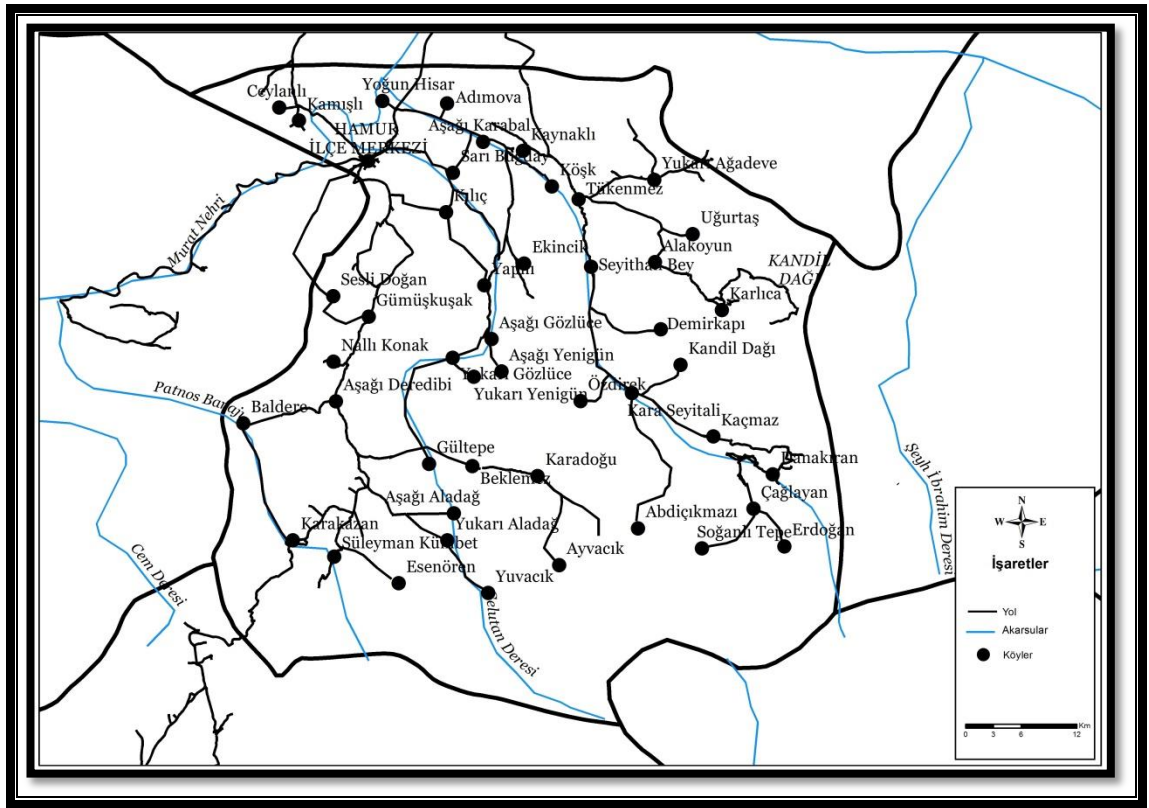 Ceylanlı
Yoğun Hisar
Adımova
Kamışlı
HAMUR
İLÇE MERKEZİ
Aşağı Karabal
Kaynaklı
Sarı Buğday
Köşk
Yukarı Ağadeve
Tükenmez
Kılıç
Uğurtaş
Murat Nehri
Ekincik
Alakoyun
Seyithan Bey
KANDİL
DAĞI
Yapılı
Sesli Doğan
Karlıca
Gümüşkuşak
Aşağı Gözlüce
Demirkapı
Nallı Konak
Aşağı Yenigün
Kandil Dağı
Yukarı Gözlüce
Aşağı Deredibi
Yukarı Yenigün
Özdirek
Patnos Barajı
Baldere
Kara Seyitali
Kaçmaz
Gültepe
Karadoğu
Danakıran
Beklemez
Çağlayan
Şeyh İbrahim Deresi
Aşağı Aladağ
Abdiçıkmazı
Karakazan
Yukarı Aladağ
Soğanlı Tepe
Erdoğan
Süleyman Kümbet
Ayvacık
Cem Deresi
Esenören
Yuvacık
Deresi
N
W
E
S
İşaretler
Yol
Akarsular
Köyler
Km
0 3 6 12